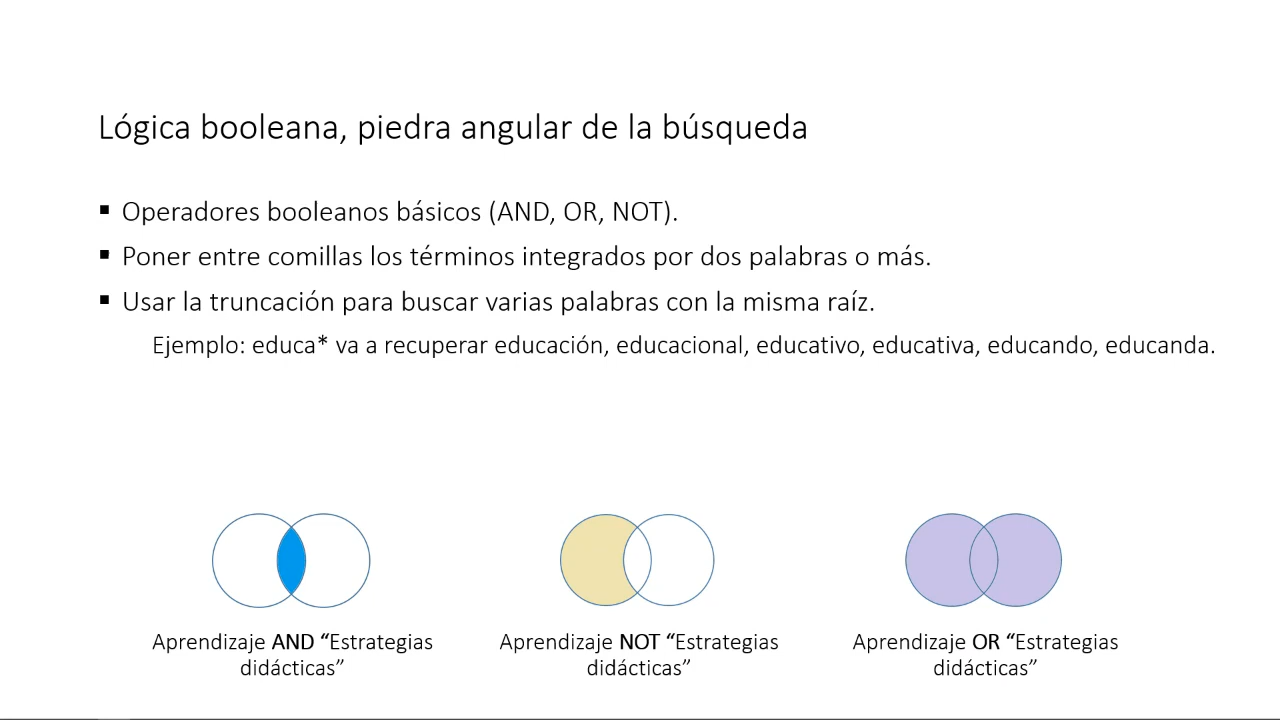 Lógica booleana, piedra angular de la búsqueda
▪ Operadores booleanos básicos (AND, OR, NOT).
▪ Poner entre comillas los términos integrados por dos palabras o más.
▪ Usar la truncación para buscar varias palabras con la misma raíz.
Ejemplo: educa* va a recuperar educación, educacional, educativo, educativa, educando, educanda.
Aprendizaje AND “Estrategias
didácticas”
Aprendizaje NOT “Estrategias
didácticas”
Aprendizaje OR “Estrategias
didácticas”